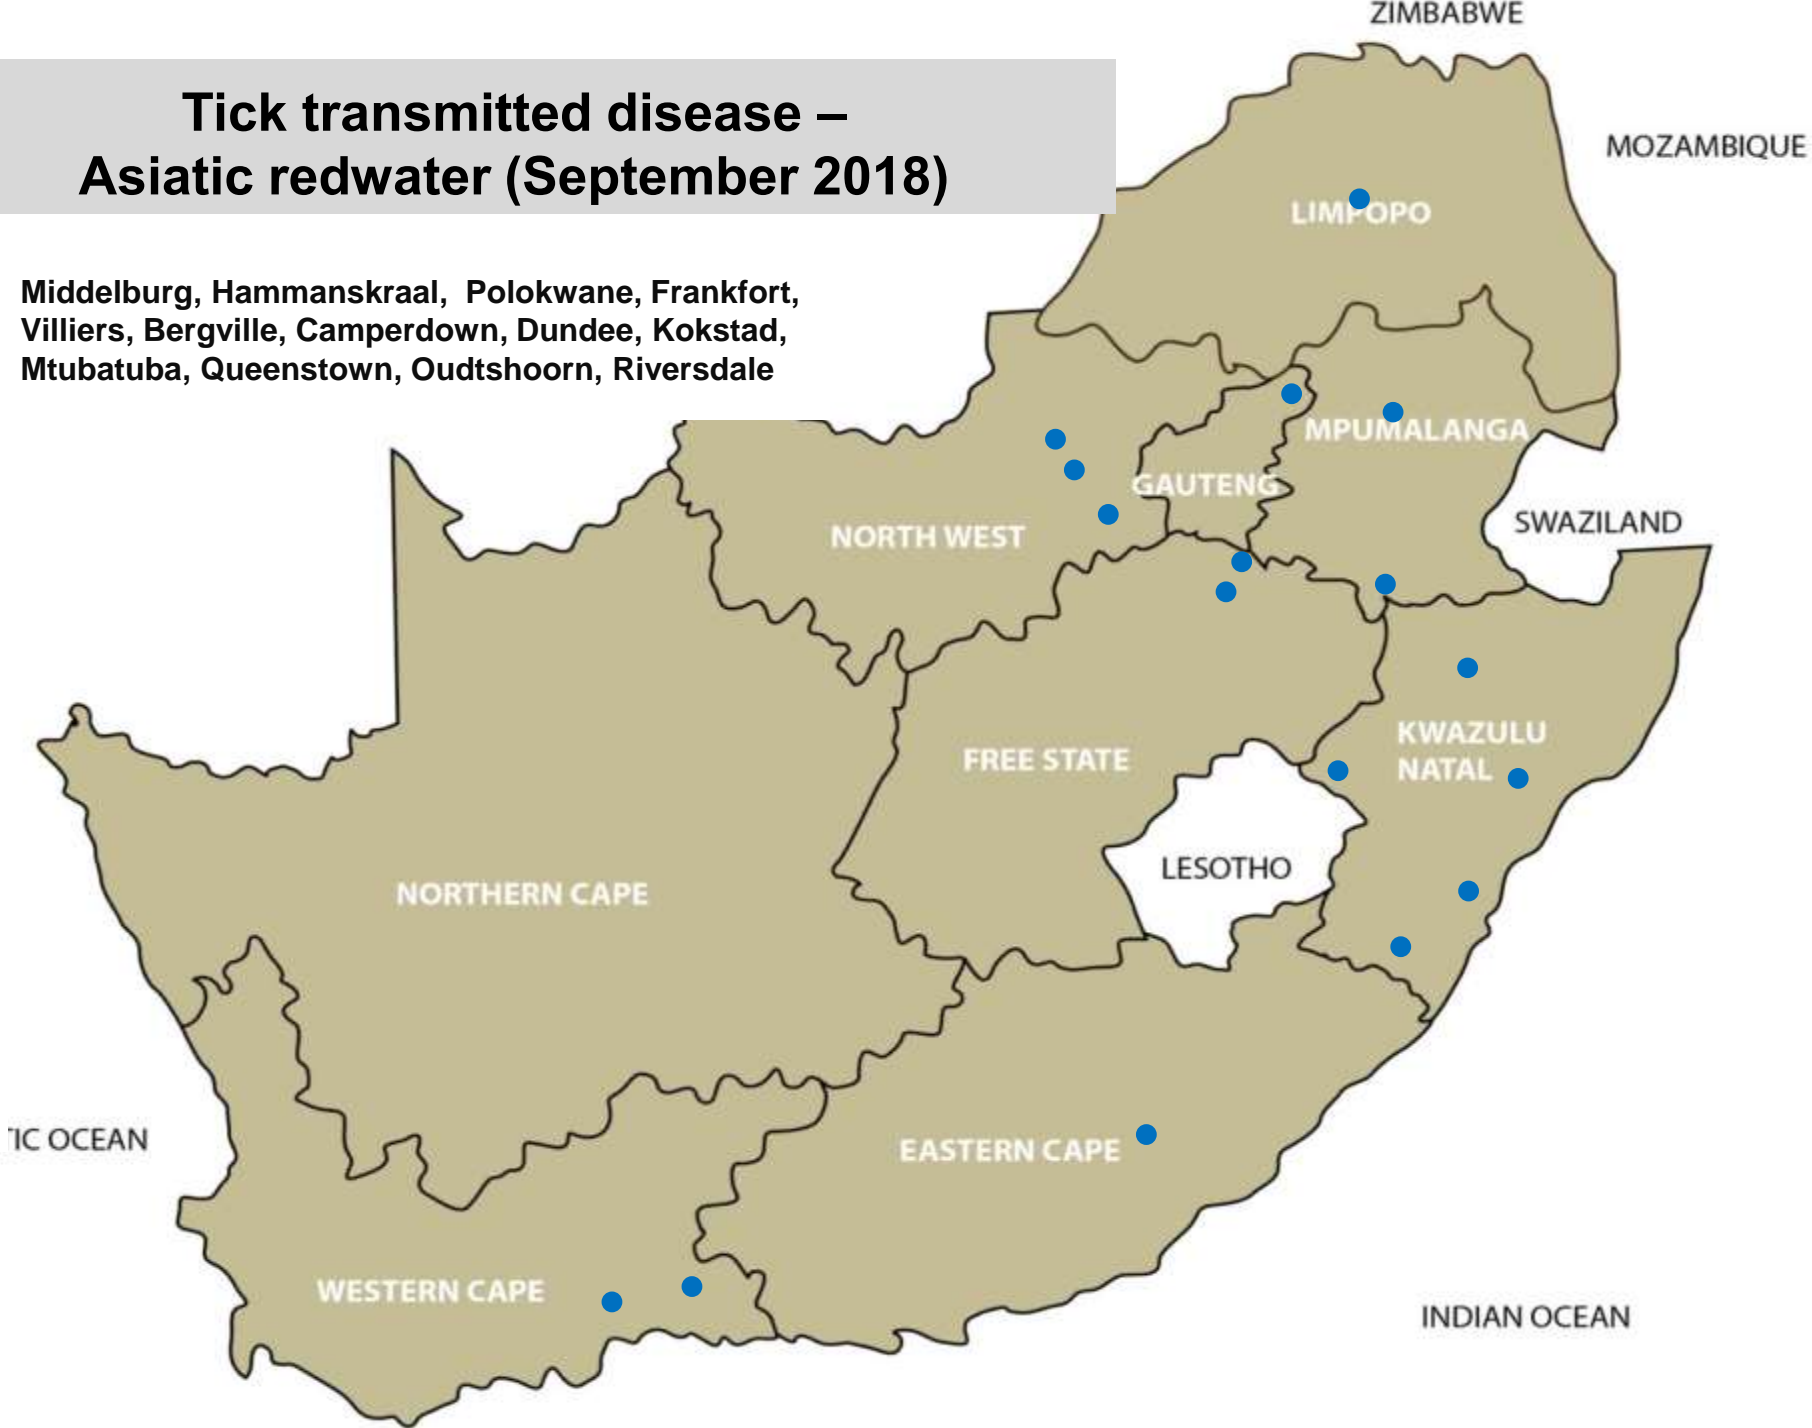 ZIMBABWE
Tick transmitted disease –
Asiatic redwater (September 2018)
MOZAMBIQUE
LIMPOPO
Middelburg, Hammanskraal, Polokwane, Frankfort,
Villiers, Bergville, Camperdown, Dundee, Kokstad,
Mtubatuba, Queenstown, Oudtshoorn, Riversdale
MPUMALANGA
GAUTENG
SWAZILAND
NORTH WEST
KWAZULU
NATAL
FREE STATE
LESOTHO
NORTHERN CAPE
TIC OCEAN
EASTERN CAPE
WESTERN CAPE
INDIAN OCEAN